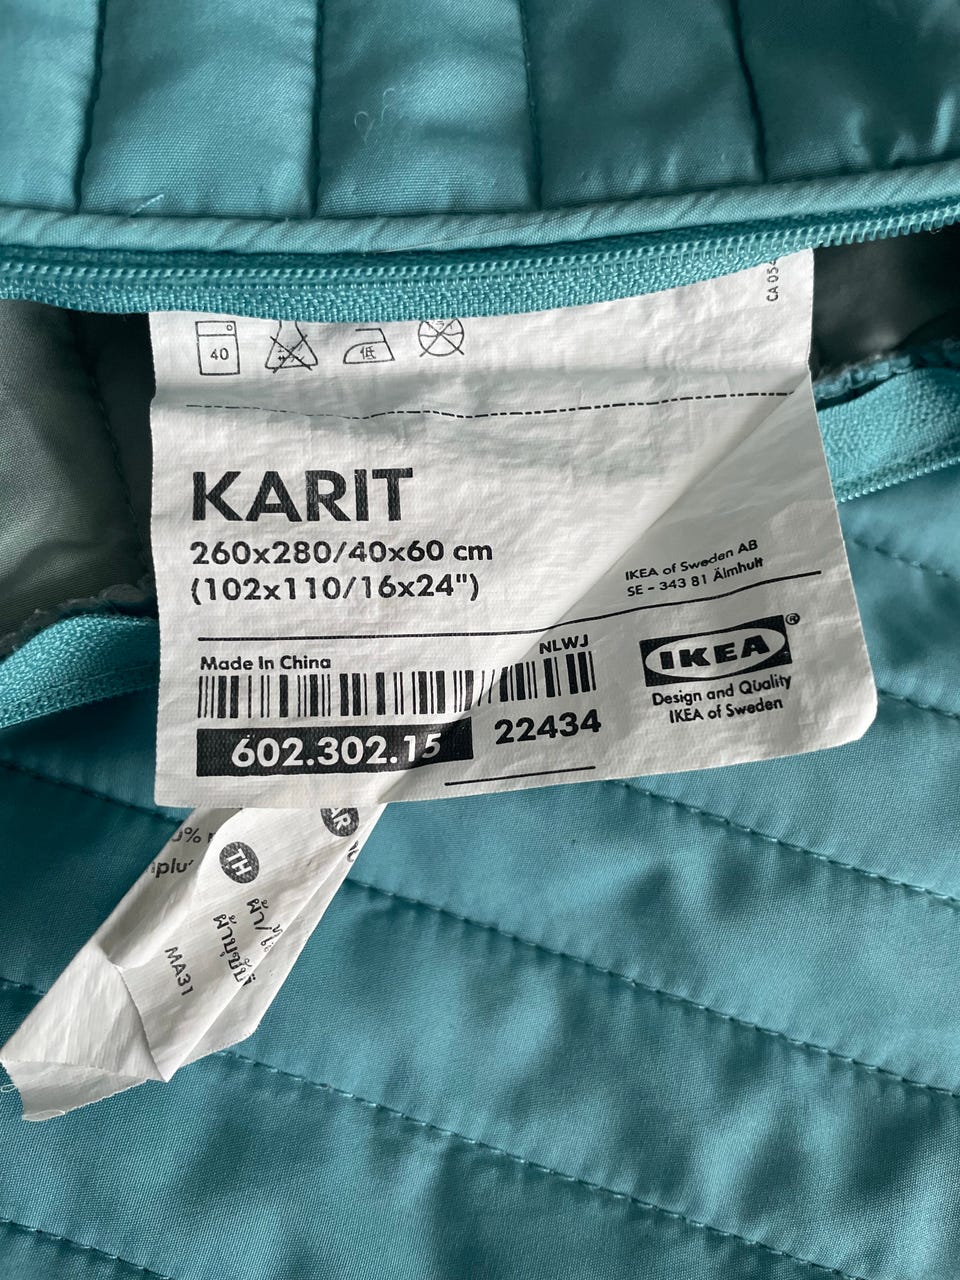 CA 054
40
低
KARIT
260x280/40x60 cm
(102x110/16x24")
IKEA of Sweden AB
SE - 343 81 Älmhult
Made In China
NLWJ
602.302.15
22434
IKEA®
Design and Quality
IKEA of Sweden
AR
TH
MA31